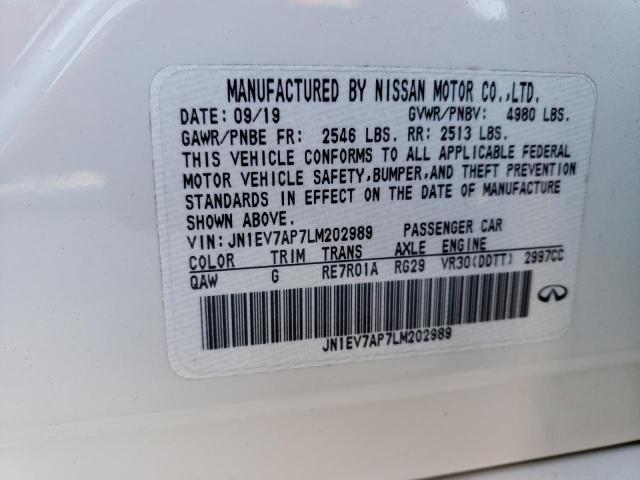 MANUFACTURED BY NISSAN MOTOR CO.,LTD.
DATE: 09/19 GVWR/PNBV: 4980 LBS.
GAWR/PNBE FR: 2546 LBS. RR: 2513 LBS.
THIS VEHICLE CONFORMS TO ALL APPLICABLE FEDERAL
MOTOR VEHICLE SAFETY,BUMPER,AND THEFT PREVENTION
STANDARDS IN EFFECT ON THE DATE OF MANUFACTURE
SHOWN ABOVE.
VIN: JN1EV7AP7LM202989 PASSENGER CAR
COLOR TRIM TRANS AXLE ENGINE
QAW G RE7R01A RG29 VR30(DDTT) 2997CC
JN1EV7AP7LM202989